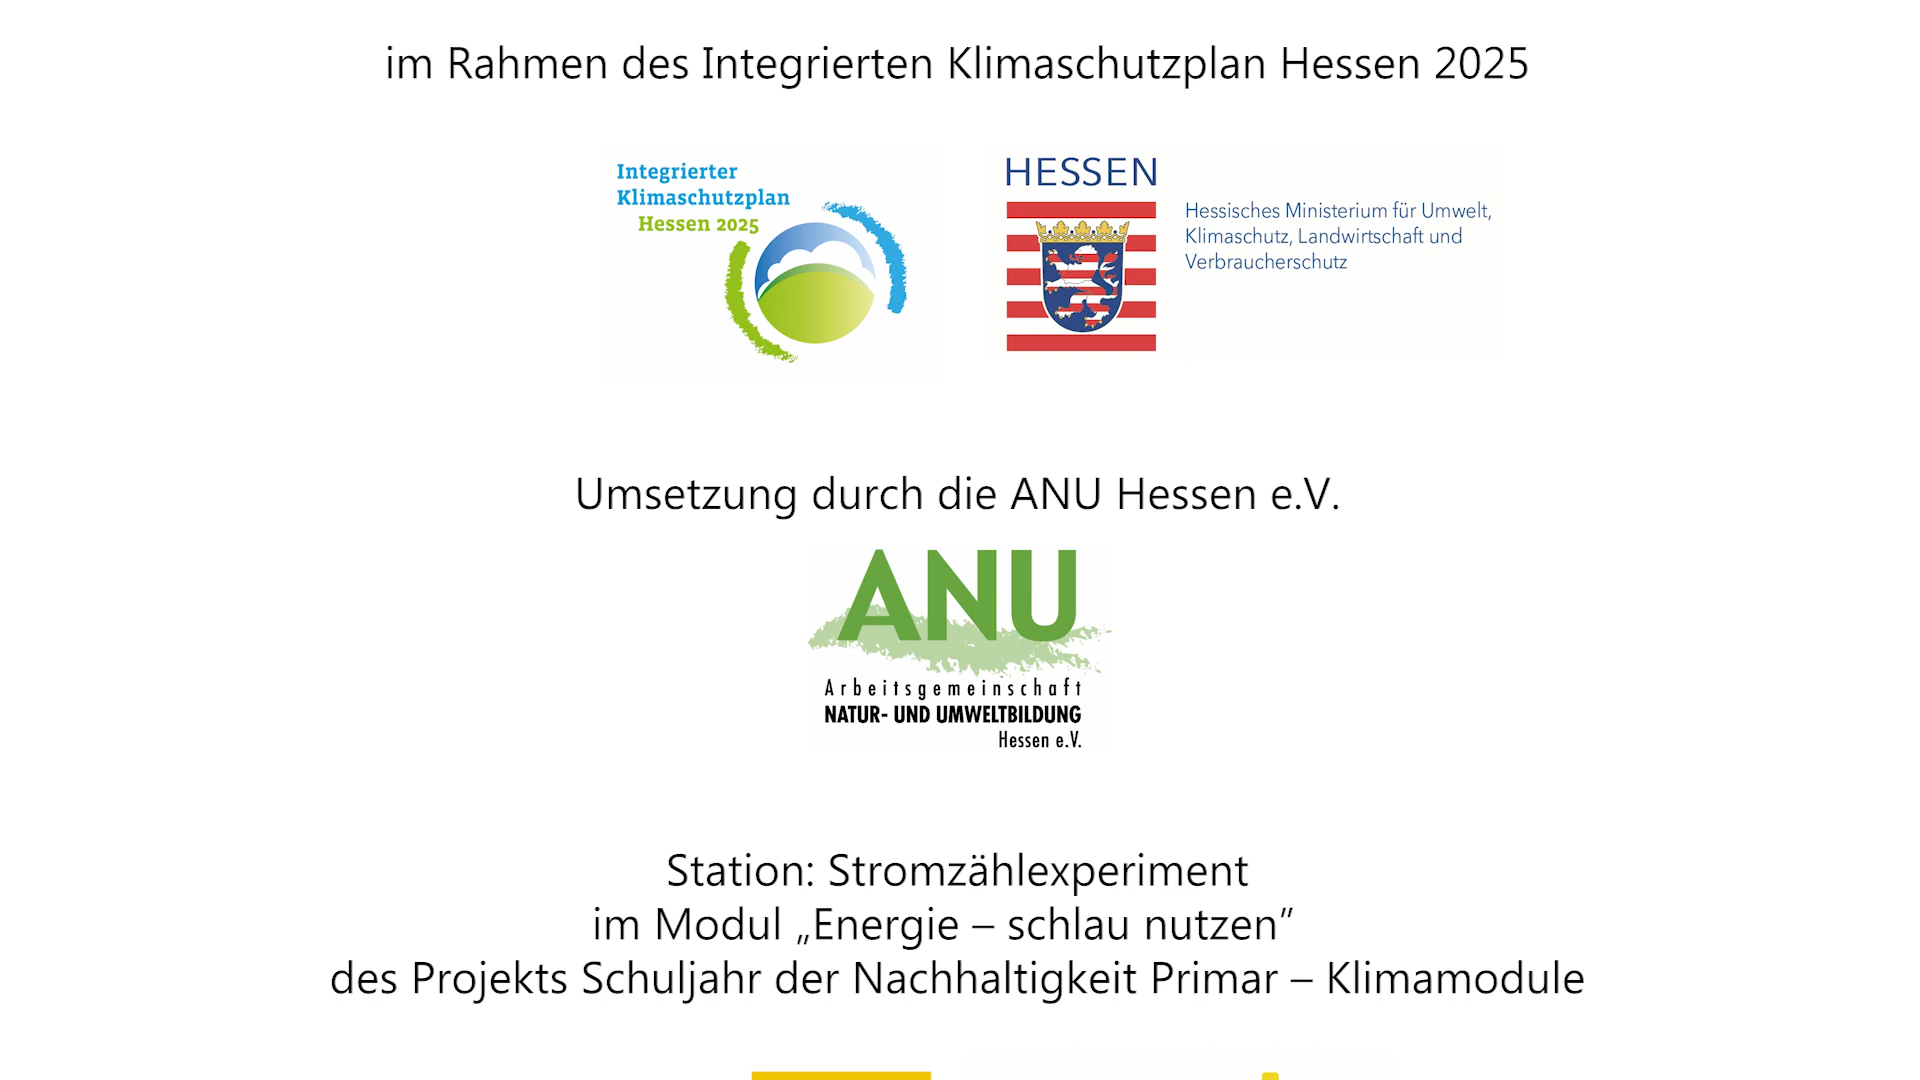 im Rahmen des Integrierten Klimaschutzplan Hessen 2025
Integrierter
Klimaschutzplan
Hessen 2025
HESSEN
Hessisches Ministerium für Umwelt,
Klimaschutz, Landwirtschaft und
Verbraucherschutz
Umsetzung durch die ANU Hessen e.V.
ANU
Arbeitsgemeinschaft
NATUR- UND UMWELTBILDUNG
Hessen e.V.
Station: Stromzählexperiment
im Modul „Energie – schlau nutzen”
des Projekts Schuljahr der Nachhaltigkeit Primar – Klimamodule